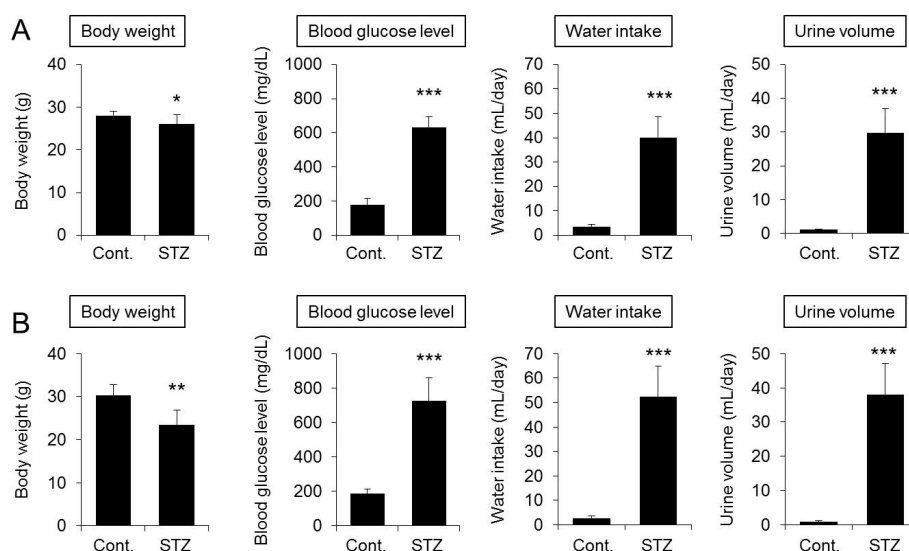 A
Body weight
Blood glucose level
Water intake
Urine volume
Body weight (g)
40
30
20
10
0
*
Cont. STZ
Blood glucose level (mg/dL)
1000
800
600
400
200
0
***
Cont. STZ
Water intake (mL/day)
70
60
50
40
30
20
10
0
***
Cont. STZ
Urine volume (mL/day)
50
40
30
20
10
0
***
Cont. STZ
B
Body weight
Blood glucose level
Water intake
Urine volume
Body weight (g)
40
30
20
10
0
**
Cont. STZ
Blood glucose level (mg/dL)
1000
800
600
400
200
0
***
Cont. STZ
Water intake (mL/day)
70
60
50
40
30
20
10
0
***
Cont. STZ
Urine volume (mL/day)
50
40
30
20
10
0
***
Cont. STZ